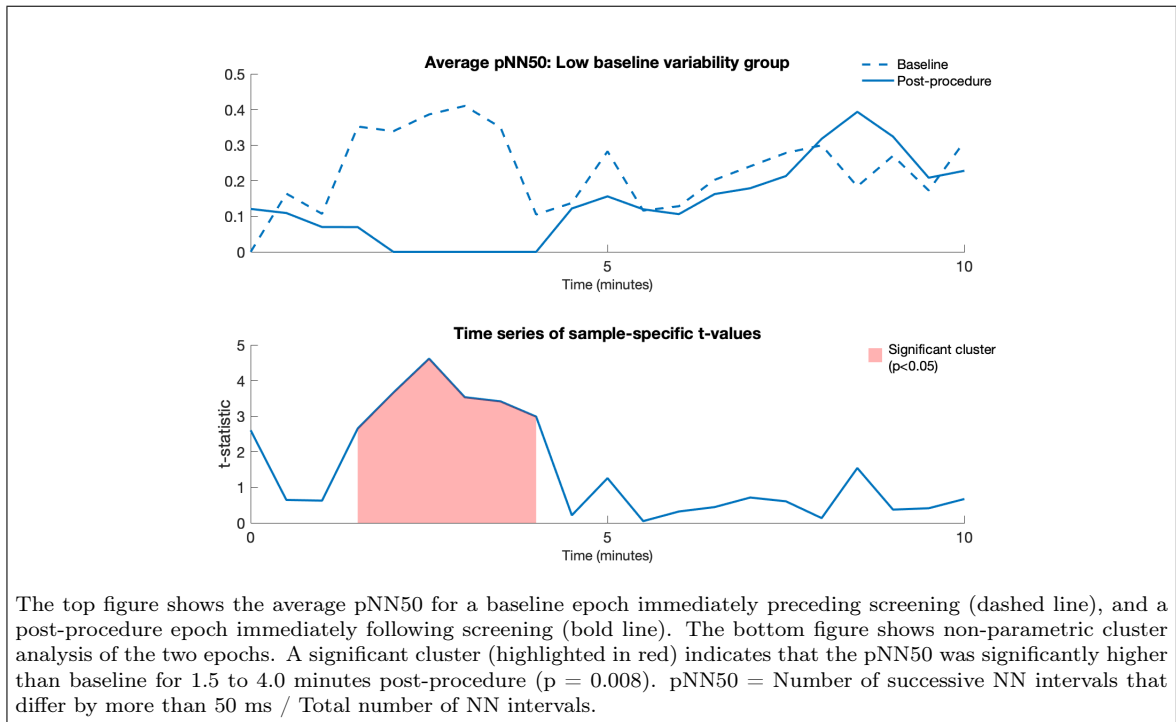 Average pNN50: Low baseline variability group
Baseline
Post-procedure
0.5
0.4
0.3
0.2
0.1
0
5
10
Time (minutes)
Time series of sample-specific t-values
Significant cluster
(p<0.05)
t-statistic
5
4
3
2
1
0
0
5
10
Time (minutes)
The top figure shows the average pNN50 for a baseline epoch immediately preceding screening (dashed line), and a
post-procedure epoch immediately following screening (bold line). The bottom figure shows non-parametric cluster
analysis of the two epochs. A significant cluster (highlighted in red) indicates that the pNN50 was significantly higher
than baseline for 1.5 to 4.0 minutes post-procedure (p = 0.008). pNN50 = Number of successive NN intervals that
differ by more than 50 ms / Total number of NN intervals.